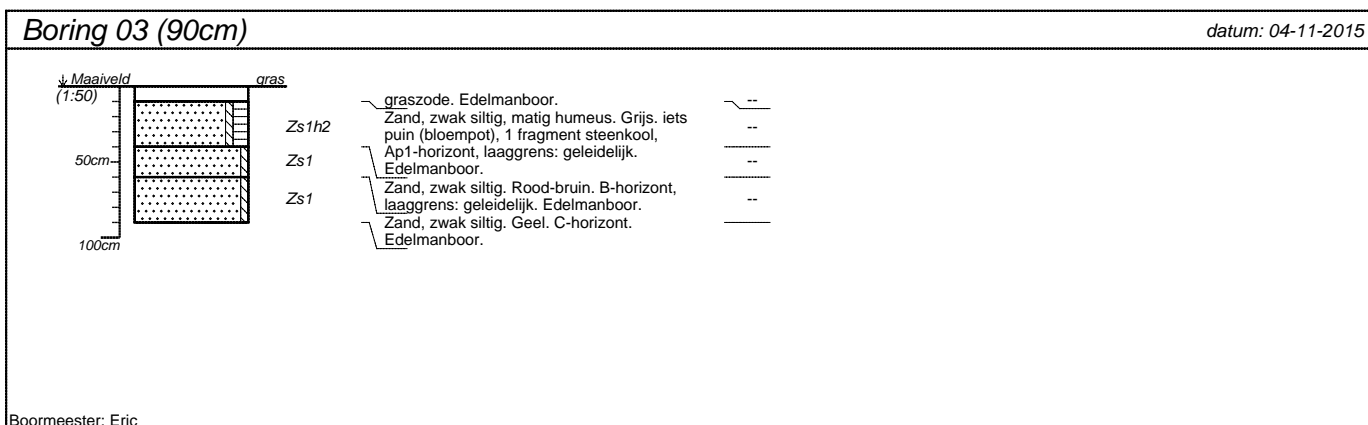 Boring 03 (90cm)
datum: 04-11-2015
Maaiveld
gras
(1:50)
graszode. Edelmanboor.
--
Zand, zwak siltig, matig humeus. Grijs. iets
Zs1h2
puin (bloempot), 1 fragment steenkool,
--
Ap1-horizont, laaggrens: geleidelijk.
50cm
Zs1
--
Edelmanboor.
Zand, zwak siltig. Rood-bruin. B-horizont,
Zs1
laaggrens: geleidelijk. Edelmanboor.
--
Zand, zwak siltig. Geel. C-horizont.
100cm
Edelmanboor.
Boormeester: Eric